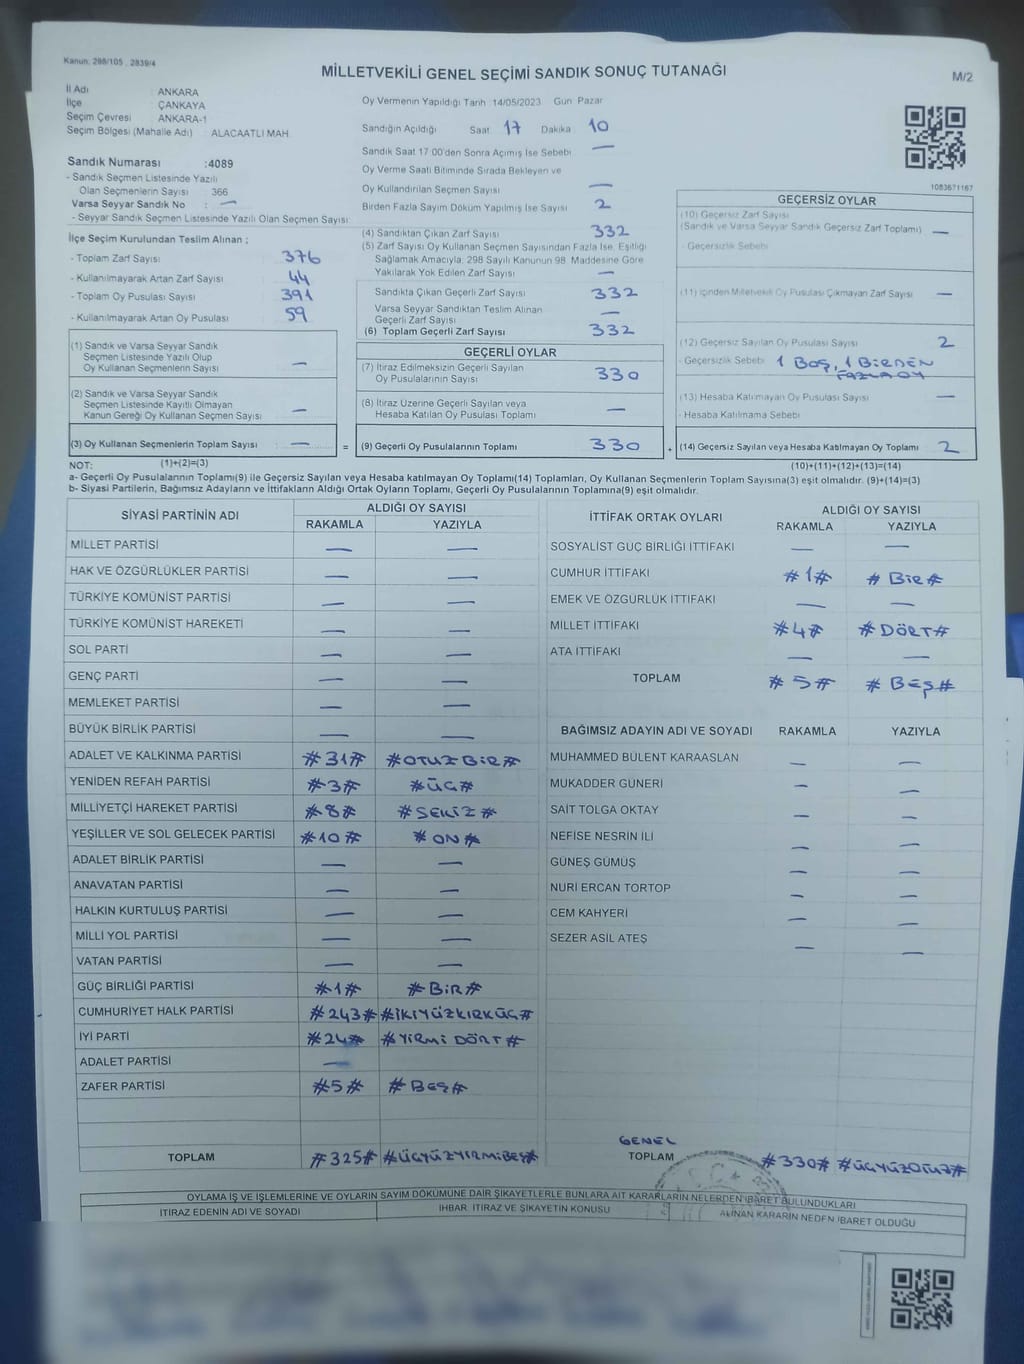 Kanun: 298/105 , 2839/4
MİLLETVEKİLİ GENEL SEÇİMİ SANDIK SONUÇ TUTANAĞI
M/2
İl Adı : ANKARA
İlçe : ÇANKAYA
Seçim Çevresi : ANKARA-1
Seçim Bölgesi (Mahalle Adı) : ALACAATLI MAH.
Sandık Numarası :4089
- Sandık Seçmen Listesinde Yazılı
Olan Seçmenlerin Sayısı : 366
Varsa Seyyar Sandık No : —
- Seyyar Sandık Seçmen Listesinde Yazılı Olan Seçmen Sayısı:
İlçe Seçim Kurulundan Teslim Alınan ;
- Toplam Zarf Sayısı : 376
- Kullanılmayarak Artan Zarf Sayısı : 44
- Toplam Oy Pusulası Sayısı : 391
- Kullanılmayarak Artan Oy Pusulası : 59
Oy Vermenin Yapıldığı Tarih :14/05/2023 Gün Pazar
Sandığın Açıldığı Saat 17 Dakika 10
Sandık Saat 17:00'den Sonra Açılmış İse Sebebi —
Oy Verme Saati Bitiminde Sırada Bekleyen ve
Oy Kullandırılan Seçmen Sayısı —
Birden Fazla Sayım Döküm Yapılmış İse Sayısı 2
(4) Sandıktan Çıkan Zarf Sayısı 332
(5) Zarf Sayısı Oy Kullanan Seçmen Sayısından Fazla İse, Eşitliği
Sağlamak Amacıyla, 298 Sayılı Kanunun 98. Maddesine Göre
Yakılarak Yok Edilen Zarf Sayısı —
Sandıkta Çıkan Geçerli Zarf Sayısı 332
Varsa Seyyar Sandıktan Teslim Alınan
Geçerli Zarf Sayısı —
(6) Toplam Geçerli Zarf Sayısı 332
1083671167
GEÇERSİZ OYLAR
(10) Geçersiz Zarf Sayısı
(Sandık ve Varsa Seyyar Sandık Geçersiz Zarf Toplamı) —
- Geçersizlik Sebebi
(11) İçinden Milletvekili Oy Pusulası Çıkmayan Zarf Sayısı —
(12) Geçersiz Sayılan Oy Pusulası Sayısı 2
- Geçersizlik Sebebi 1 BOŞ, 1 BİRDEN
FAZLA OY
(13) Hesaba Katılmayan Oy Pusulası Sayısı —
- Hesaba Katılmama Sebebi
(14) Geçersiz Sayılan veya Hesaba Katılmayan Oy Toplamı 2
(10)+(11)+(12)+(13)=(14)
(1) Sandık ve Varsa Seyyar Sandık
Seçmen Listesinde Yazılı Olup
Oy Kullanan Seçmenlerin Sayısı —
(2) Sandık ve Varsa Seyyar Sandık
Seçmen Listesinde Kayıtlı Olmayan
Kanun Gereği Oy Kullanan Seçmen Sayısı —
(3) Oy Kullanan Seçmenlerin Toplam Sayısı — =
(1)+(2)=(3)
GEÇERLİ OYLAR
(7) İtiraz Edilmeksizin Geçerli Sayılan
Oy Pusulalarının Sayısı 330
(8) İtiraz Üzerine Geçerli Sayılan veya
Hesaba Katılan Oy Pusulası Toplamı —
(9) Geçerli Oy Pusulalarının Toplamı 330 +
NOT:
a- Geçerli Oy Pusulalarının Toplamı(9) ile Geçersiz Sayılan veya Hesaba katılmayan Oy Toplamı(14) Toplamları, Oy Kullanan Seçmenlerin Toplam Sayısına(3) eşit olmalıdır. (9)+(14)=(3)
b- Siyasi Partilerin, Bağımsız Adayların ve İttifakların Aldığı Ortak Oyların Toplamı, Geçerli Oy Pusulalarının Toplamına(9) eşit olmalıdır.
SİYASİ PARTİNİN ADI ALDIĞI OY SAYISI
RAKAMLA YAZIYLA
MİLLET PARTİSİ — —
HAK VE ÖZGÜRLÜKLER PARTİSİ — —
TÜRKİYE KOMÜNİST PARTİSİ — —
TÜRKİYE KOMÜNİST HAREKETİ — —
SOL PARTİ — —
GENÇ PARTİ — —
MEMLEKET PARTİSİ — —
BÜYÜK BİRLİK PARTİSİ — —
ADALET VE KALKINMA PARTİSİ #31# #OTUZ BİR#
YENİDEN REFAH PARTİSİ #3# #ÜÇ#
MİLLİYETÇİ HAREKET PARTİSİ #8# #SEKİZ#
YEŞİLLER VE SOL GELECEK PARTİSİ #10# #ON#
ADALET BİRLİK PARTİSİ — —
ANAVATAN PARTİSİ — —
HALKIN KURTULUŞ PARTİSİ — —
MİLLİ YOL PARTİSİ — —
VATAN PARTİSİ — —
GÜÇ BİRLİĞİ PARTİSİ #1# #BİR#
CUMHURİYET HALK PARTİSİ #243# #İKİYÜZKIRKÜÇ#
İYİ PARTİ #24# #YİRMİ DÖRT#
ADALET PARTİSİ —
ZAFER PARTİSİ #5# #BEŞ#
TOPLAM #325# #ÜÇYÜZYİRMİBEŞ#
İTTİFAK ORTAK OYLARI ALDIĞI OY SAYISI
RAKAMLA YAZIYLA
SOSYALİST GÜÇ BİRLİĞİ İTTİFAKI — —
CUMHUR İTTİFAKI #1# #BİR#
EMEK VE ÖZGÜRLÜK İTTİFAKI — —
MİLLET İTTİFAKI #4# #DÖRT#
ATA İTTİFAKI — —
TOPLAM #5# #BEŞ#
BAĞIMSIZ ADAYIN ADI VE SOYADI RAKAMLA YAZIYLA
MUHAMMED BÜLENT KARAASLAN — —
MUKADDER GÜNERİ — —
SAİT TOLGA OKTAY — —
NEFİSE NESRİN İLİ — —
GÜNEŞ GÜMÜŞ — —
NURİ ERCAN TORTOP — —
CEM KAHYERİ — —
SEZER ASIL ATEŞ — —
GENEL
TOPLAM #330# #ÜÇYÜZOTUZ#
OYLAMA İŞ VE İŞLEMLERİNE VE OYLARIN SAYIM DÖKÜMÜNE DAİR ŞİKAYETLERLE BUNLARA AİT KARARLARIN NELERDEN İBARET BULUNDUKLARI
İTİRAZ EDENİN ADI VE SOYADI İHBAR, İTİRAZ VE ŞİKAYETİN KONUSU ALINAN KARARIN NEDEN İBARET OLDUĞU